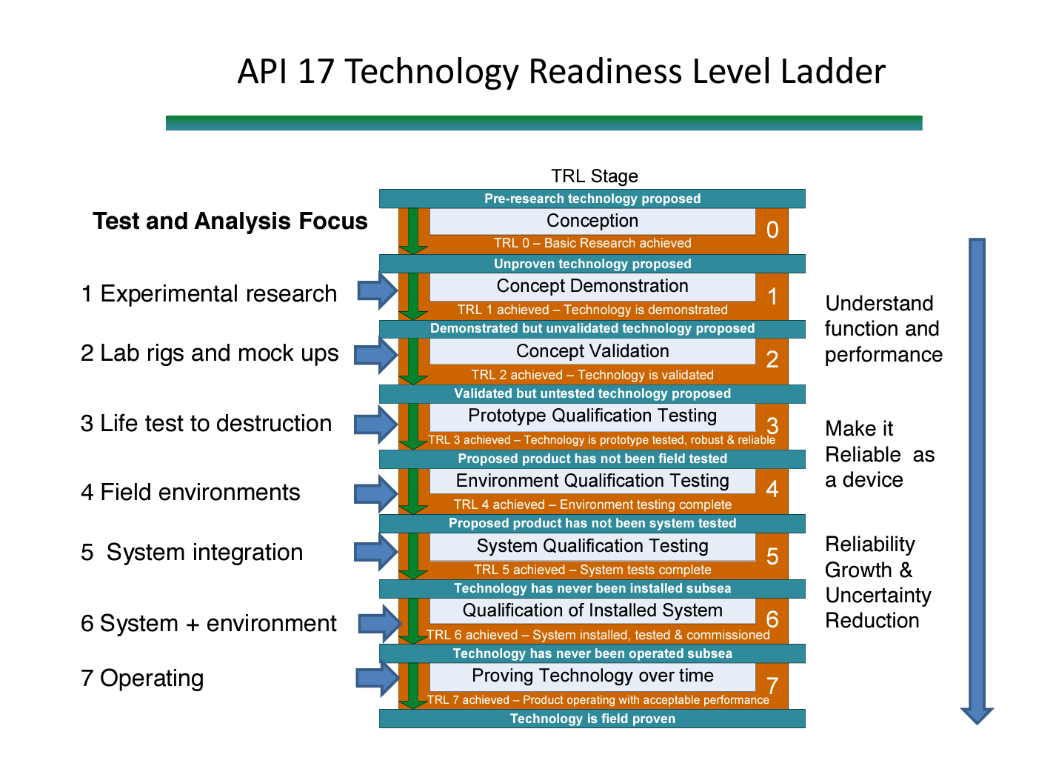 API 17 Technology Readiness Level Ladder
TRL Stage
Test and Analysis Focus
Pre-research technology proposed
Conception
0
TRL 0 – Basic Research achieved
Unproven technology proposed
1 Experimental research
Concept Demonstration
1
TRL 1 achieved – Technology is demonstrated
Demonstrated but unvalidated technology proposed
2 Lab rigs and mock ups
Concept Validation
2
TRL 2 achieved – Technology is validated
Validated but untested technology proposed
3 Life test to destruction
Prototype Qualification Testing
3
TRL 3 achieved – Technology is prototype tested, robust & reliable
Proposed product has not been field tested
4 Field environments
Environment Qualification Testing
4
TRL 4 achieved – Environment testing complete
Proposed product has not been system tested
5 System integration
System Qualification Testing
5
TRL 5 achieved – System tests complete
Technology has never been installed subsea
6 System + environment
Qualification of Installed System
6
TRL 6 achieved – System installed, tested & commissioned
Technology has never been operated subsea
7 Operating
Proving Technology over time
7
TRL 7 achieved – Product operating with acceptable performance
Technology is field proven
Understand
function and
performance
Make it
Reliable as
a device
Reliability
Growth &
Uncertainty
Reduction